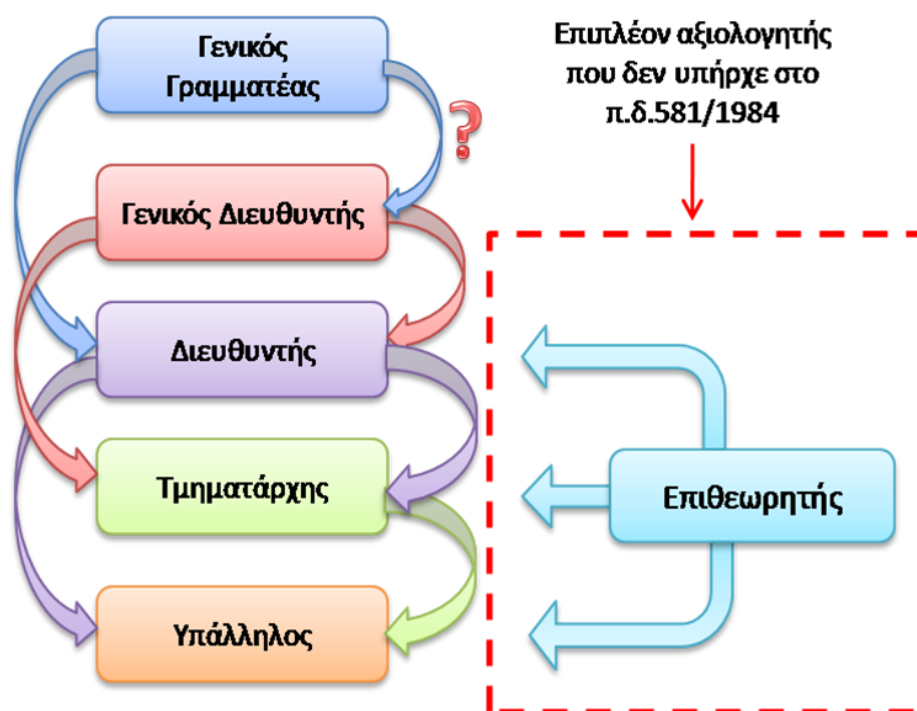 Γενικός
Γραμματέας
Επιπλέον αξιολογητής
που δεν υπήρχε στο
π.δ.581/1984
?
Γενικός Διευθυντής
Διευθυντής
Τμηματάρχης
Επιθεωρητής
Υπάλληλος